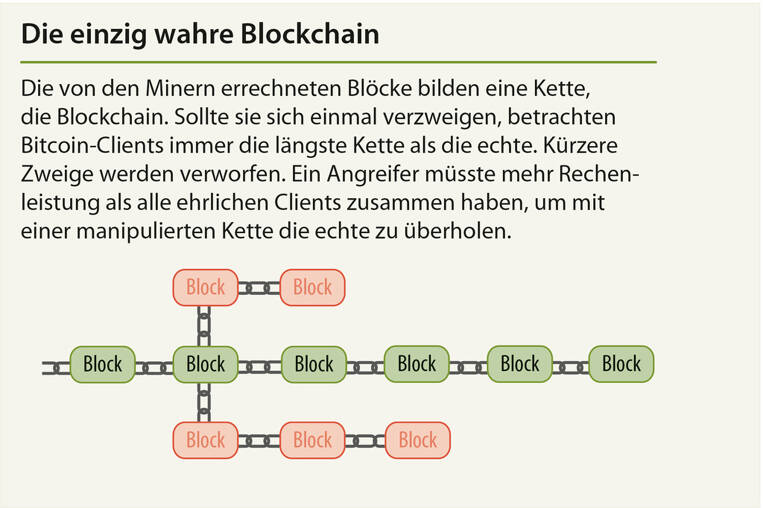 Die einzig wahre Blockchain
Die von den Minern errechneten Blöcke bilden eine Kette,
die Blockchain. Sollte sie sich einmal verzweigen, betrachten
Bitcoin-Clients immer die längste Kette als die echte. Kürzere
Zweige werden verworfen. Ein Angreifer müsste mehr Rechen-
leistung als alle ehrlichen Clients zusammen haben, um mit
einer manipulierten Kette die echte zu überholen.
Block Block
Block Block Block Block Block Block
Block Block Block